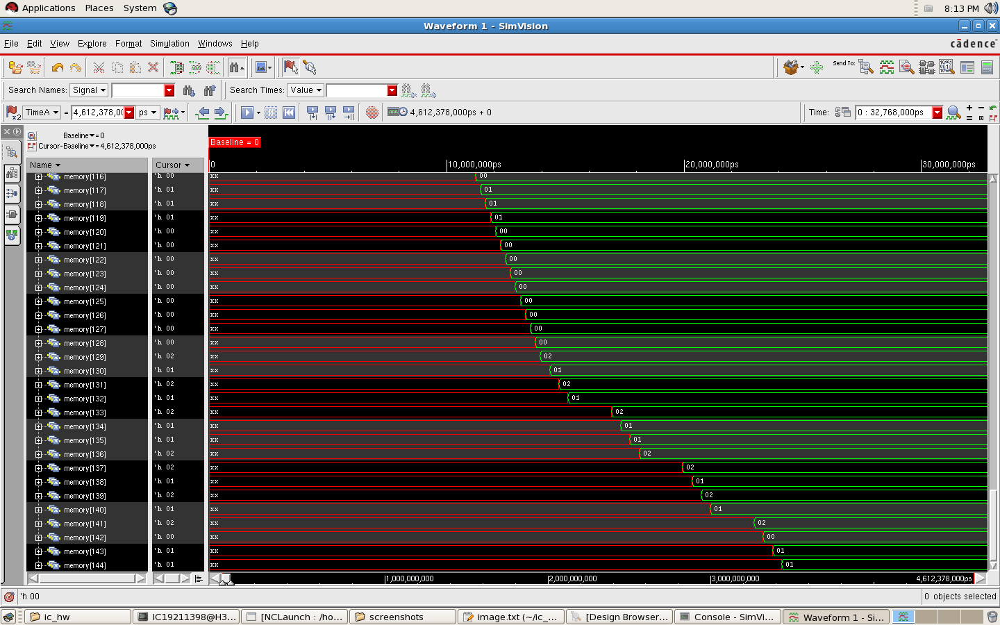 Applications Places System 8:13 PM
Waveform 1 - SimVision
File Edit View Explore Format Simulation Windows Help cādence
Send To:
Search Names: Signal Search Times: Value
x2 TimeA = 4,612,378,00 ps 4,612,378,000ps + 0 Time: 0 : 32,768,000ps
Baseline = 0
Cursor-Baseline = 4,612,378,000ps
Baseline = 0
Name Cursor 0 10,000,000ps 20,000,000ps 30,000,000ps
memory[116] 'h 00 xx 00
memory[117] 'h 01 xx 01
memory[118] 'h 01 xx 01
memory[119] 'h 01 xx 01
memory[120] 'h 00 xx 00
memory[121] 'h 00 xx 00
memory[122] 'h 00 xx 00
memory[123] 'h 00 xx 00
memory[124] 'h 00 xx 00
memory[125] 'h 00 xx 00
memory[126] 'h 00 xx 00
memory[127] 'h 00 xx 00
memory[128] 'h 00 xx 00
memory[129] 'h 02 xx 02
memory[130] 'h 01 xx 01
memory[131] 'h 02 xx 02
memory[132] 'h 01 xx 01
memory[133] 'h 02 xx 02
memory[134] 'h 01 xx 01
memory[135] 'h 01 xx 01
memory[136] 'h 02 xx 02
memory[137] 'h 02 xx 02
memory[138] 'h 01 xx 01
memory[139] 'h 02 xx 02
memory[140] 'h 01 xx 01
memory[141] 'h 02 xx 02
memory[142] 'h 00 xx 00
memory[143] 'h 01 xx 01
memory[144] 'h 01 xx 01
1,000,000,000 2,000,000,000 3,000,000,000 4,612,378,000ps
'h 00 0 objects selected
ic_hw IC19211398@H3... [NCLaunch : /ho... screenshots image.txt (~/ic_... [Design Browser... Console - SimVi... Waveform 1 - Si...